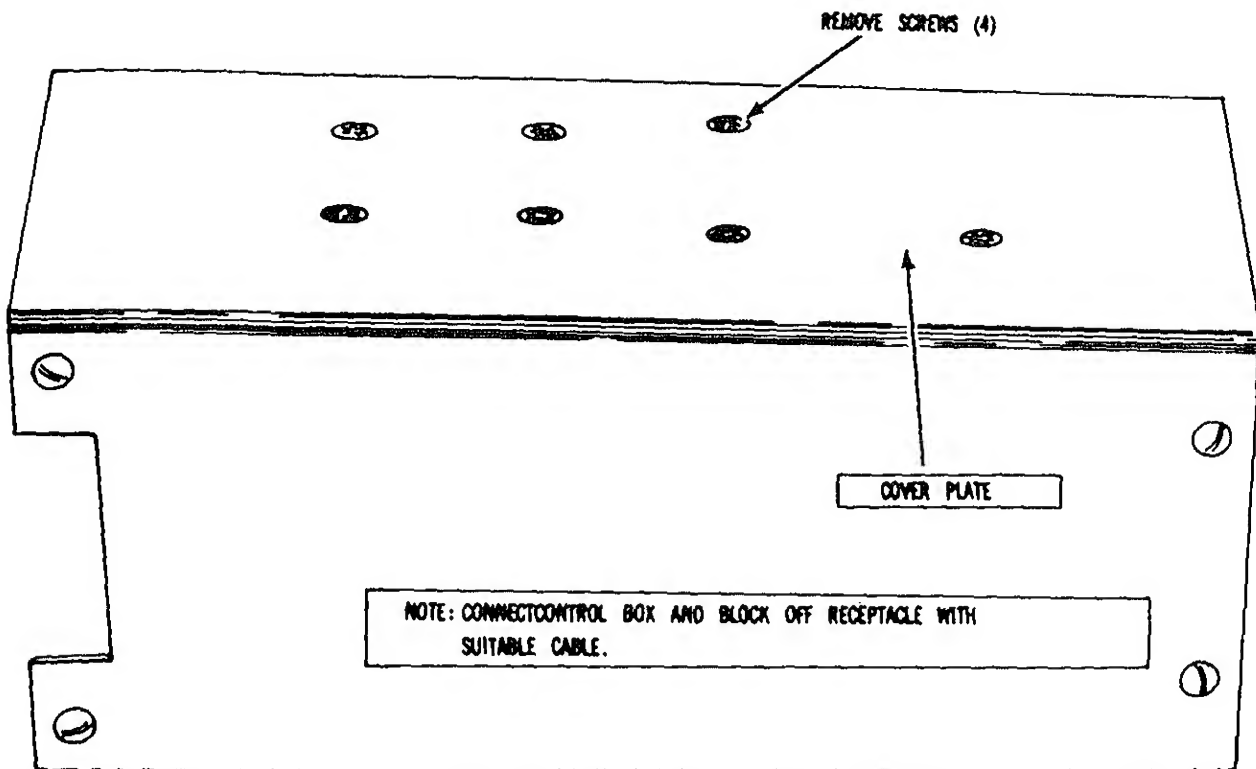 REMOVE SCREWS (4)
COVER PLATE
NOTE: CONNECTCONTROL BOX AND BLOCK OFF RECEPTACLE WITH
SUITABLE CABLE.